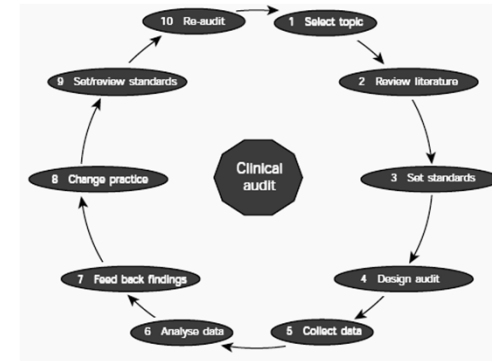 10 Re-audit
1 Select topic
9 Set/review standards
2 Review literature
Clinical
audit
8 Change practice
3 Set standards
7 Feed back findings
4 Design audit
6 Analyse data
5 Collect data